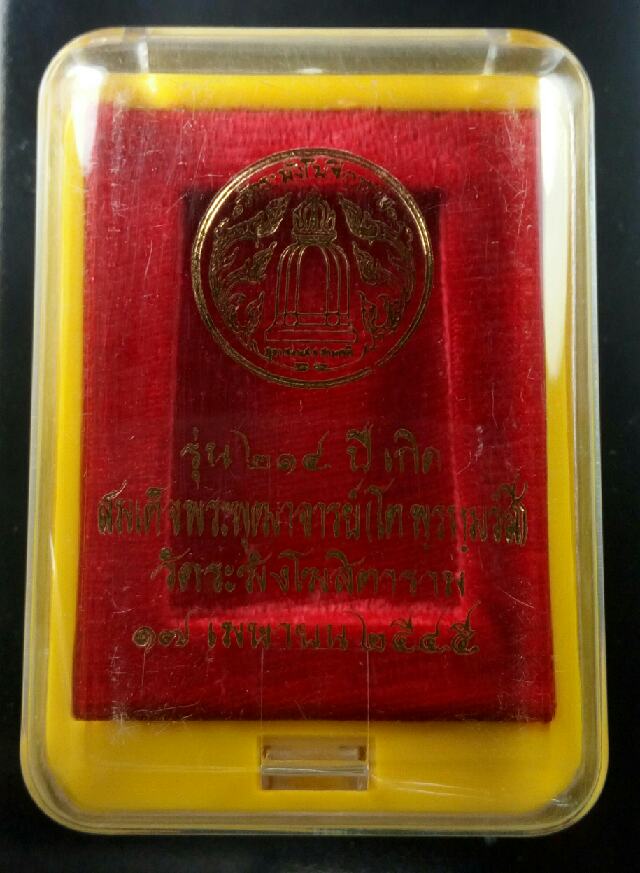 รุ่น ๒๑๔ ปี เกิด
สมเด็จพระพุฒาจารย์ (โต พฺรหฺมรํสี)
วัดระฆังโฆสิตาราม
๑๗ เมษายน ๒๕๔๕